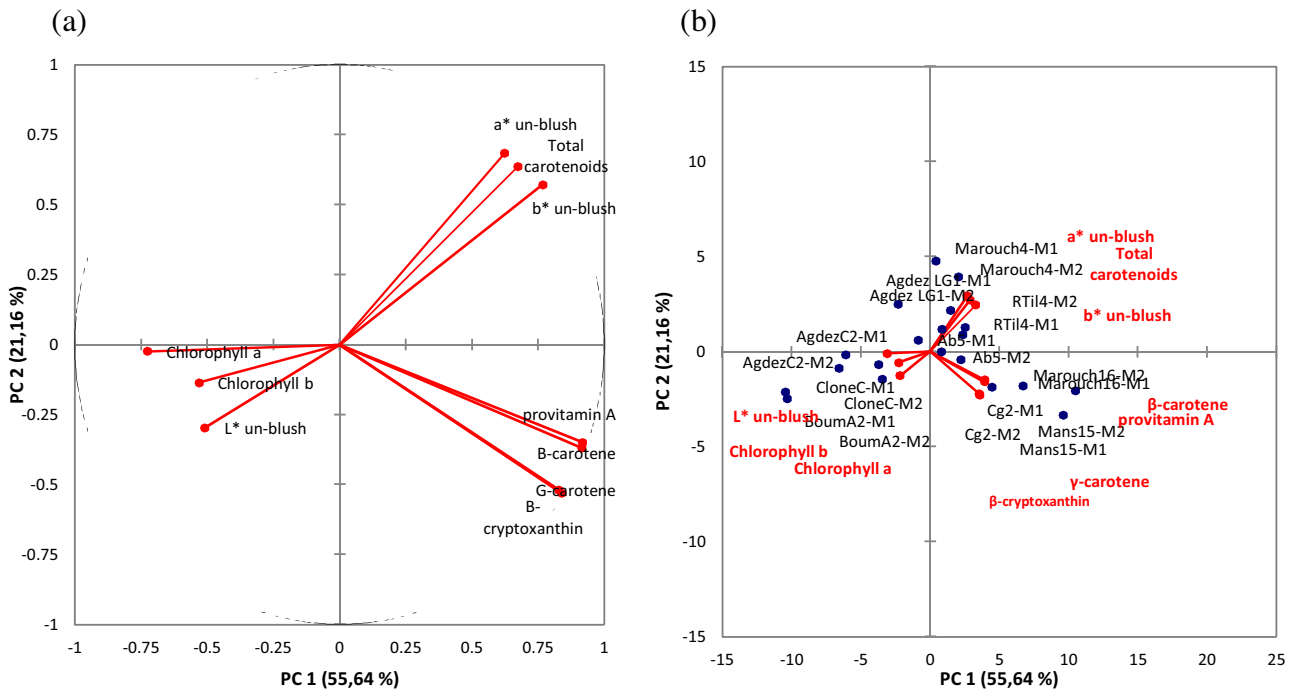 (a)
1
0.75
0.5
0.25
0
-0.25
-0.5
-0.75
-1
PC 2 (21,16 %)
a* un-blush
Total
carotenoids
b* un-blush
Chlorophyll a
Chlorophyll b
L* un-blush
provitamin A
B-carotene
G-carotene
B-
cryptoxanthin
-1
-0.75
-0.5
-0.25
0
0.25
0.5
0.75
1
PC 1 (55,64 %)
(b)
15
10
5
0
-5
-10
-15
PC 2 (21,16 %)
a* un-blush
Total
carotenoids
b* un-blush
Marouch4-M1
Marouch4-M2
Agdez LG1-M1
Agdez LG1-M2
RTil4-M2
RTil4-M1
AgdezC2-M1
Ab5-M1
AgdezC2-M2
Ab5-M2
Marouch16-M2
Marouch16-M1
CloneC-M1
CloneC-M2
Cg2-M1
β-carotene
provitamin A
L* un-blush
BoumA2-M1
Cg2-M2
Mans15-M2
BoumA2-M2
Mans15-M1
Chlorophyll b
Chlorophyll a
γ-carotene
β-cryptoxanthin
-15
-10
-5
0
5
10
15
20
25
PC 1 (55,64 %)